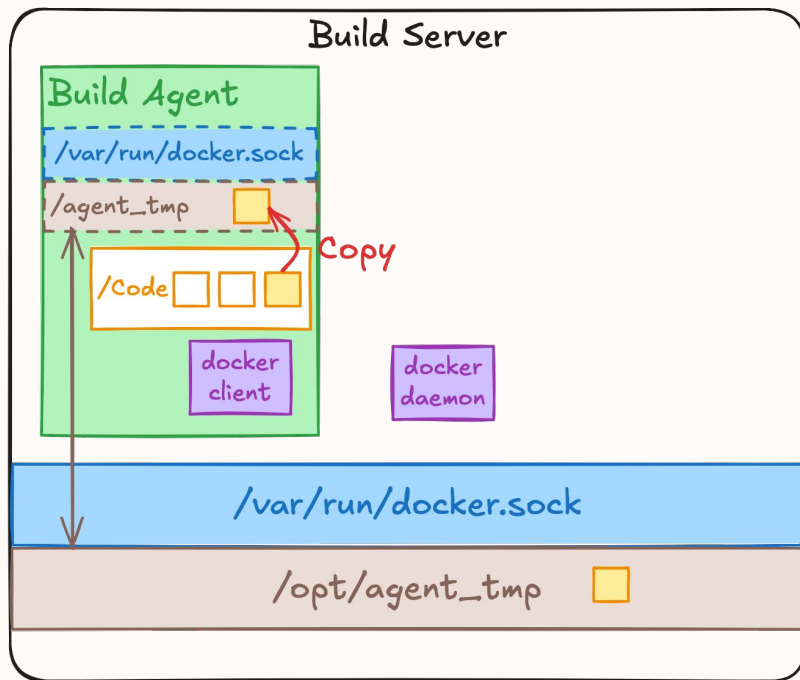 Build Server
Build Agent
/var/run/docker.sock
/agent_tmp
Copy
/Code
docker
client
docker
daemon
/var/run/docker.sock
/opt/agent_tmp